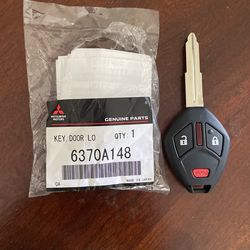 MITSUBISHI
MOTORS
GENUINE PARTS
KEY,DOOR LO QTY.1
6370A148